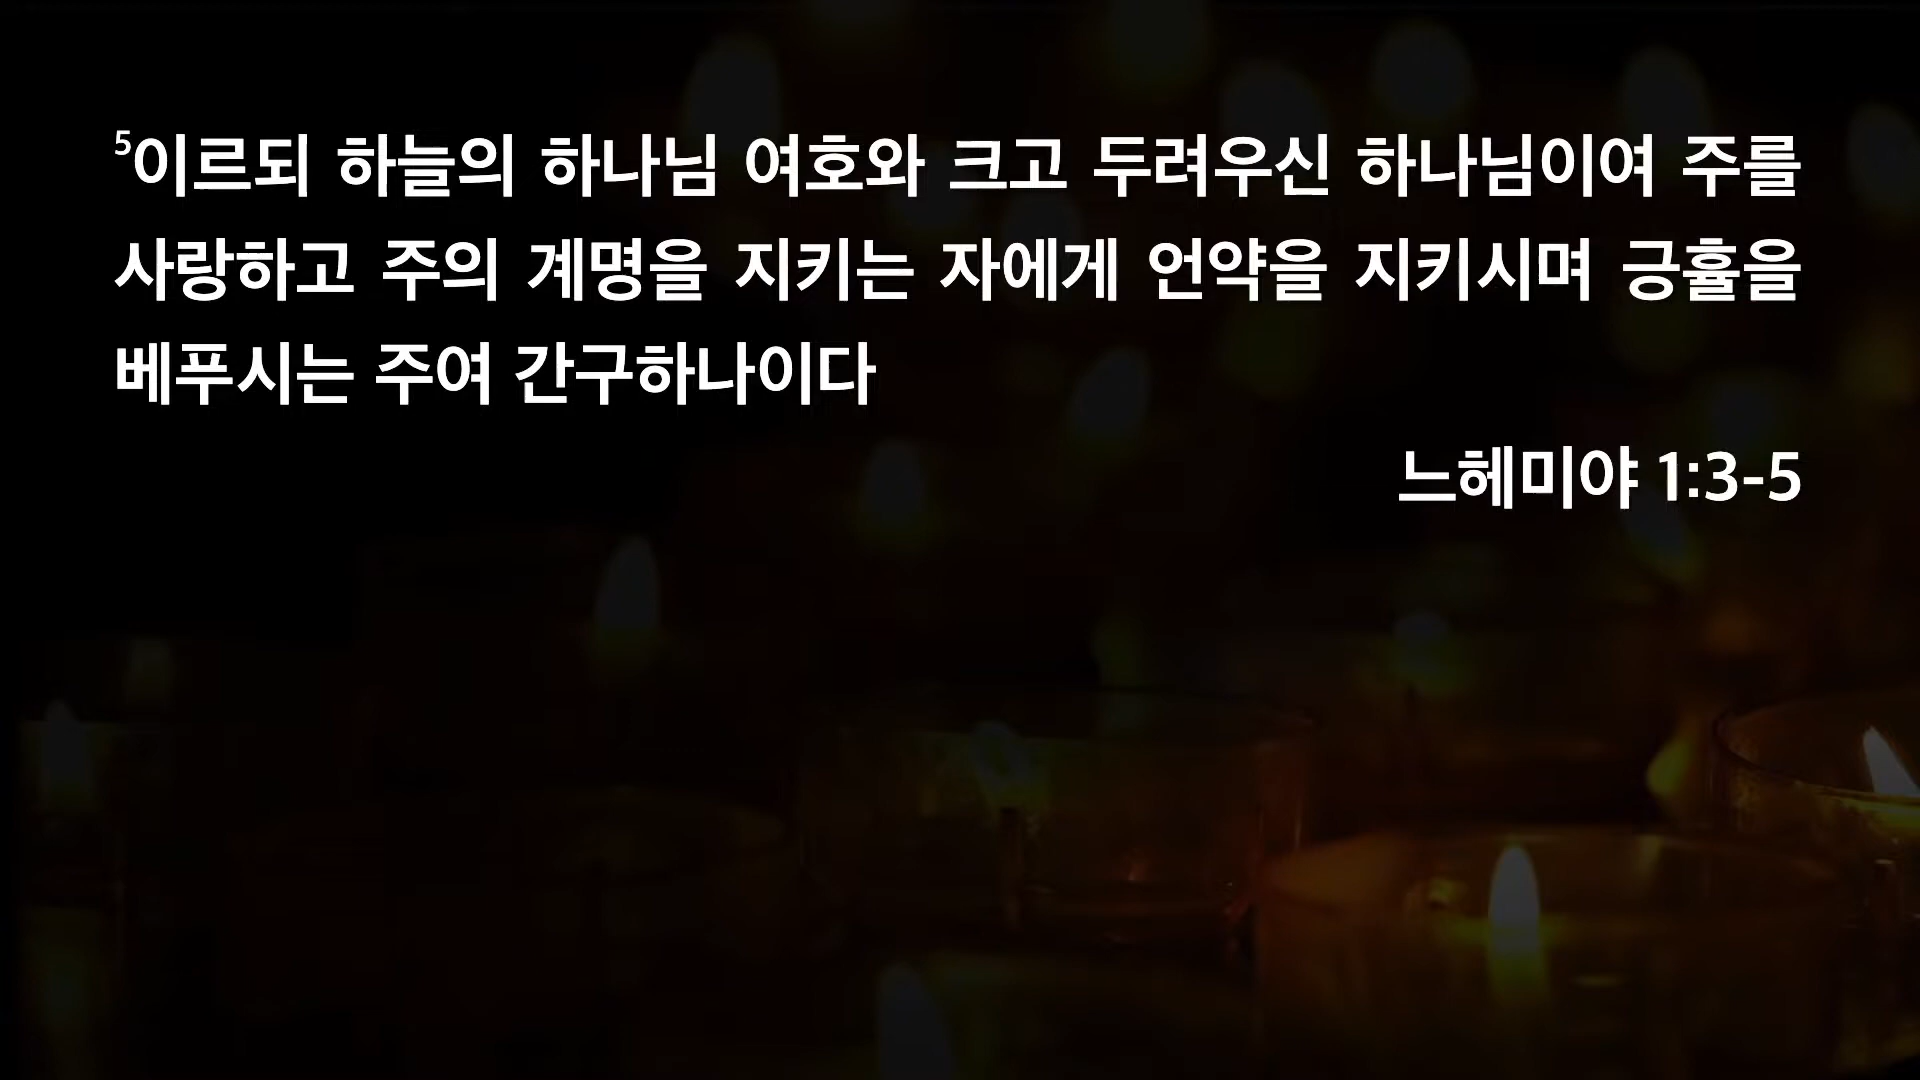 ⁵이르되 하늘의 하나님 여호와 크고 두려우신 하나님이여 주를
사랑하고 주의 계명을 지키는 자에게 언약을 지키시며 긍휼을
베푸시는 주여 간구하나이다
느헤미야 1:3-5